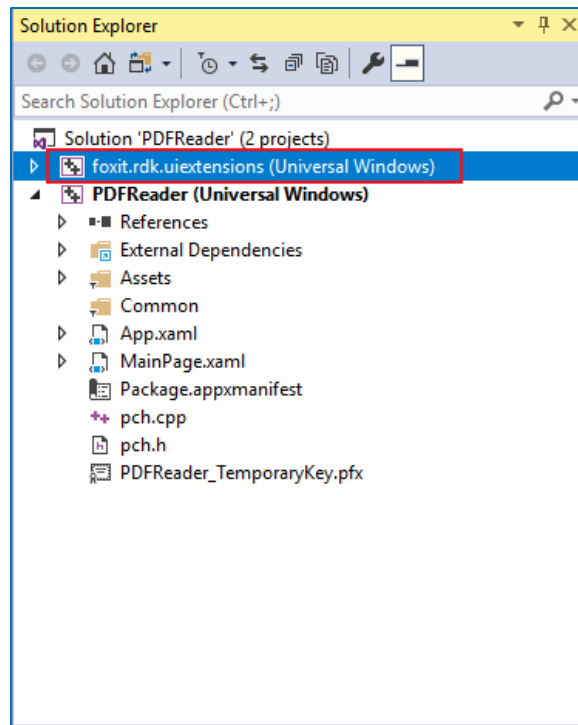 Solution Explorer
Search Solution Explorer (Ctrl+;)
Solution 'PDFReader' (2 projects)
foxit.rdk.uiextensions (Universal Windows)
PDFReader (Universal Windows)
References
External Dependencies
Assets
Common
App.xaml
MainPage.xaml
Package.appxmanifest
pch.cpp
pch.h
PDFReader_TemporaryKey.pfx